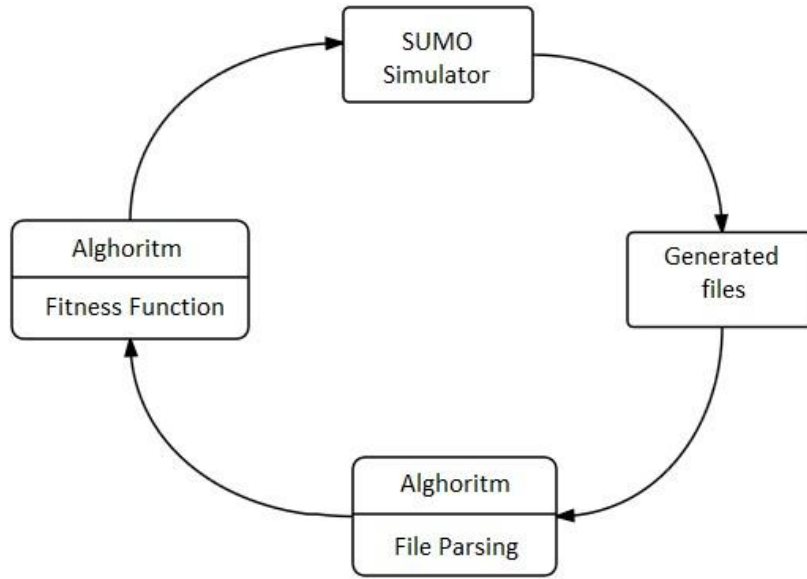 SUMO
Simulator
Generated
files
Alghoritm
File Parsing
Alghoritm
Fitness Function